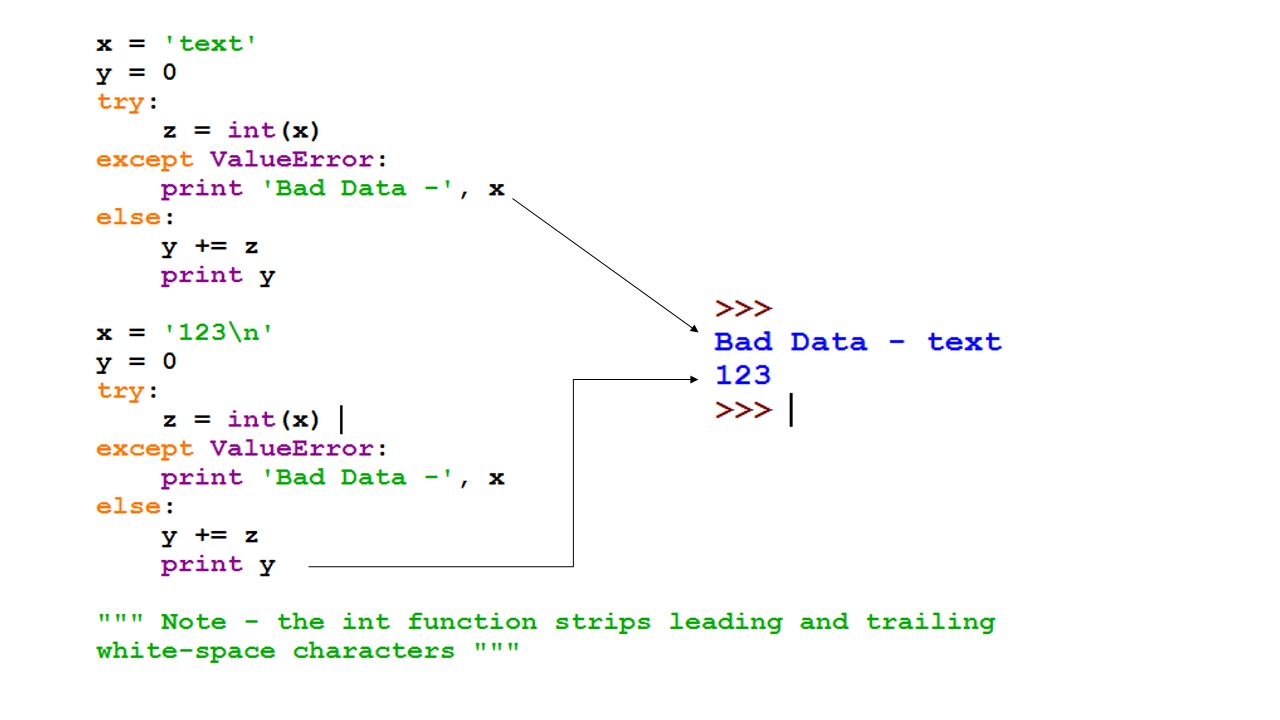 x = 'text'
y = 0
try:
    z = int(x)
except ValueError:
    print 'Bad Data -', x
else:
    y += z
    print y

x = '123\n'
y = 0
try:
    z = int(x)
except ValueError:
    print 'Bad Data -', x
else:
    y += z
    print y

""" Note - the int function strips leading and trailing
white-space characters """

>>>
Bad Data - text
123
>>>